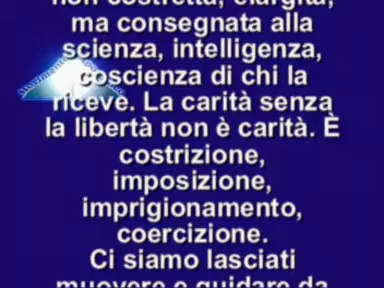 non costretta, elargita,
ma consegnata alla
scienza, intelligenza,
coscienza di chi la
riceve. La carità senza
la libertà non è carità. È
costrizione,
imposizione,
imprigionamento,
coercizione.
Ci siamo lasciati
muovere e guidare da